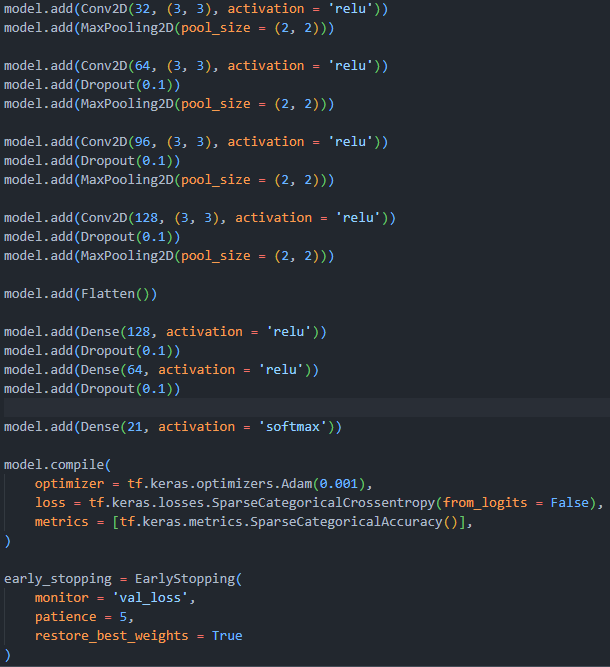 model.add(Conv2D(32, (3, 3), activation = 'relu'))
model.add(MaxPooling2D(pool_size = (2, 2)))

model.add(Conv2D(64, (3, 3), activation = 'relu'))
model.add(Dropout(0.1))
model.add(MaxPooling2D(pool_size = (2, 2)))

model.add(Conv2D(96, (3, 3), activation = 'relu'))
model.add(Dropout(0.1))
model.add(MaxPooling2D(pool_size = (2, 2)))

model.add(Conv2D(128, (3, 3), activation = 'relu'))
model.add(Dropout(0.1))
model.add(MaxPooling2D(pool_size = (2, 2)))

model.add(Flatten())

model.add(Dense(128, activation = 'relu'))
model.add(Dropout(0.1))
model.add(Dense(64, activation = 'relu'))
model.add(Dropout(0.1))

model.add(Dense(21, activation = 'softmax'))

model.compile(
    optimizer = tf.keras.optimizers.Adam(0.001),
    loss = tf.keras.losses.SparseCategoricalCrossentropy(from_logits = False),
    metrics = [tf.keras.metrics.SparseCategoricalAccuracy()],
)

early_stopping = EarlyStopping(
    monitor = 'val_loss',
    patience = 5,
    restore_best_weights = True
)